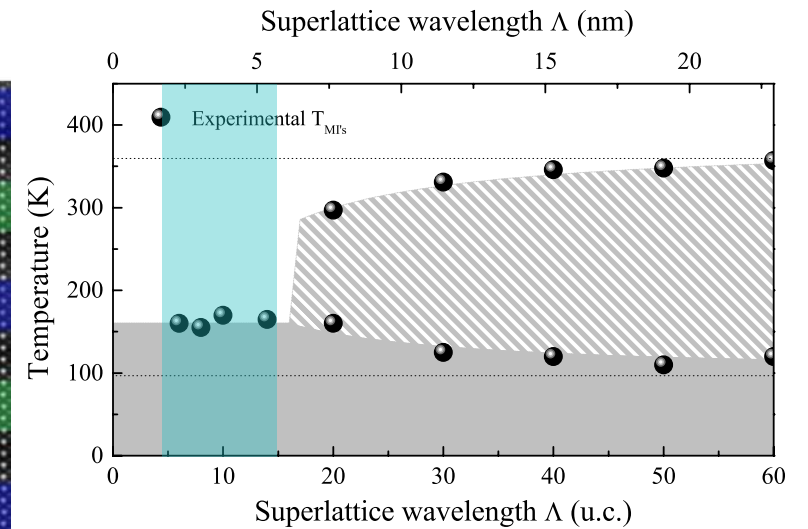 Superlattice wavelength Λ (nm)
0 5 10 15 20
Experimental T_MI's
400
300
200
100
0
Temperature (K)
0 10 20 30 40 50 60
Superlattice wavelength Λ (u.c.)